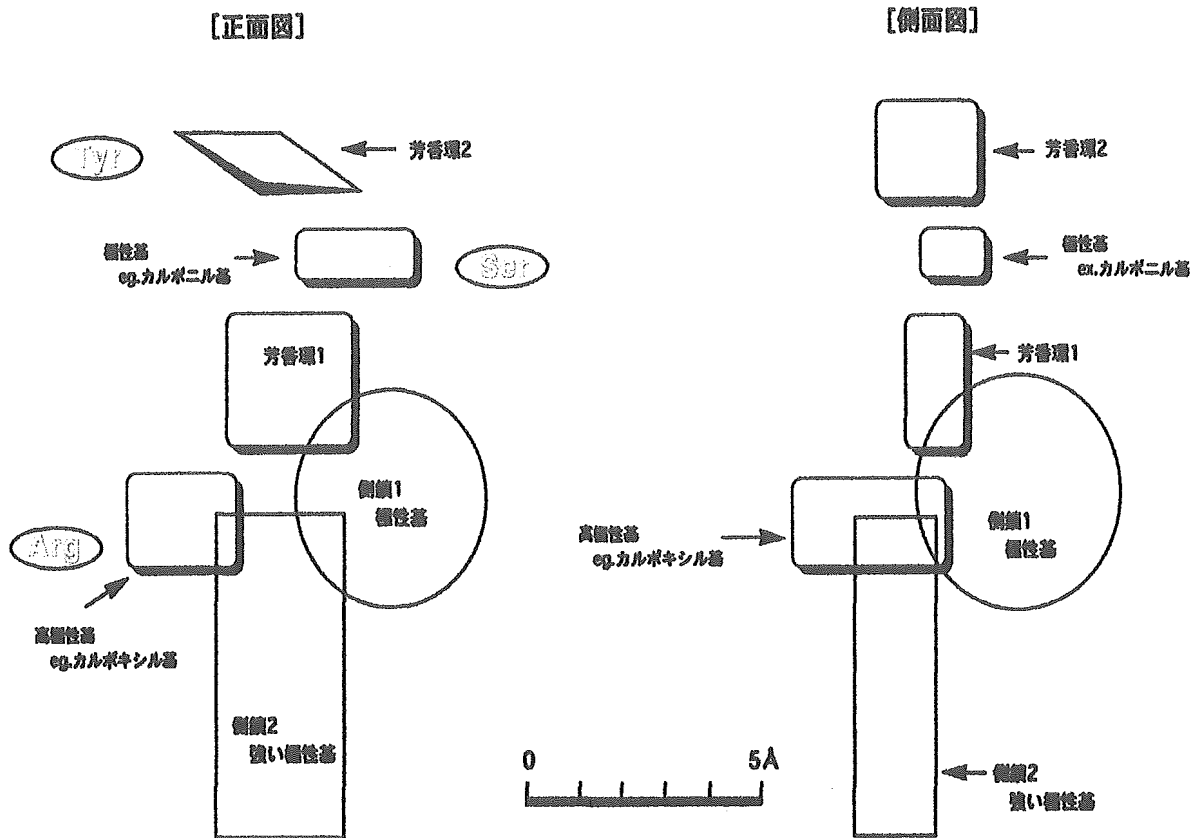 [正面図]
Tyr
芳香環2
極性基
eg.カルボニル基
Ser
芳香環1
側鎖1
極性基
Arg
高極性基
eg.カルボキシル基
側鎖2
強い極性基
[側面図]
芳香環2
極性基
ex.カルボニル基
芳香環1
側鎖1
極性基
高極性基
eg.カルボキシル基
側鎖2
強い極性基
0 5Å